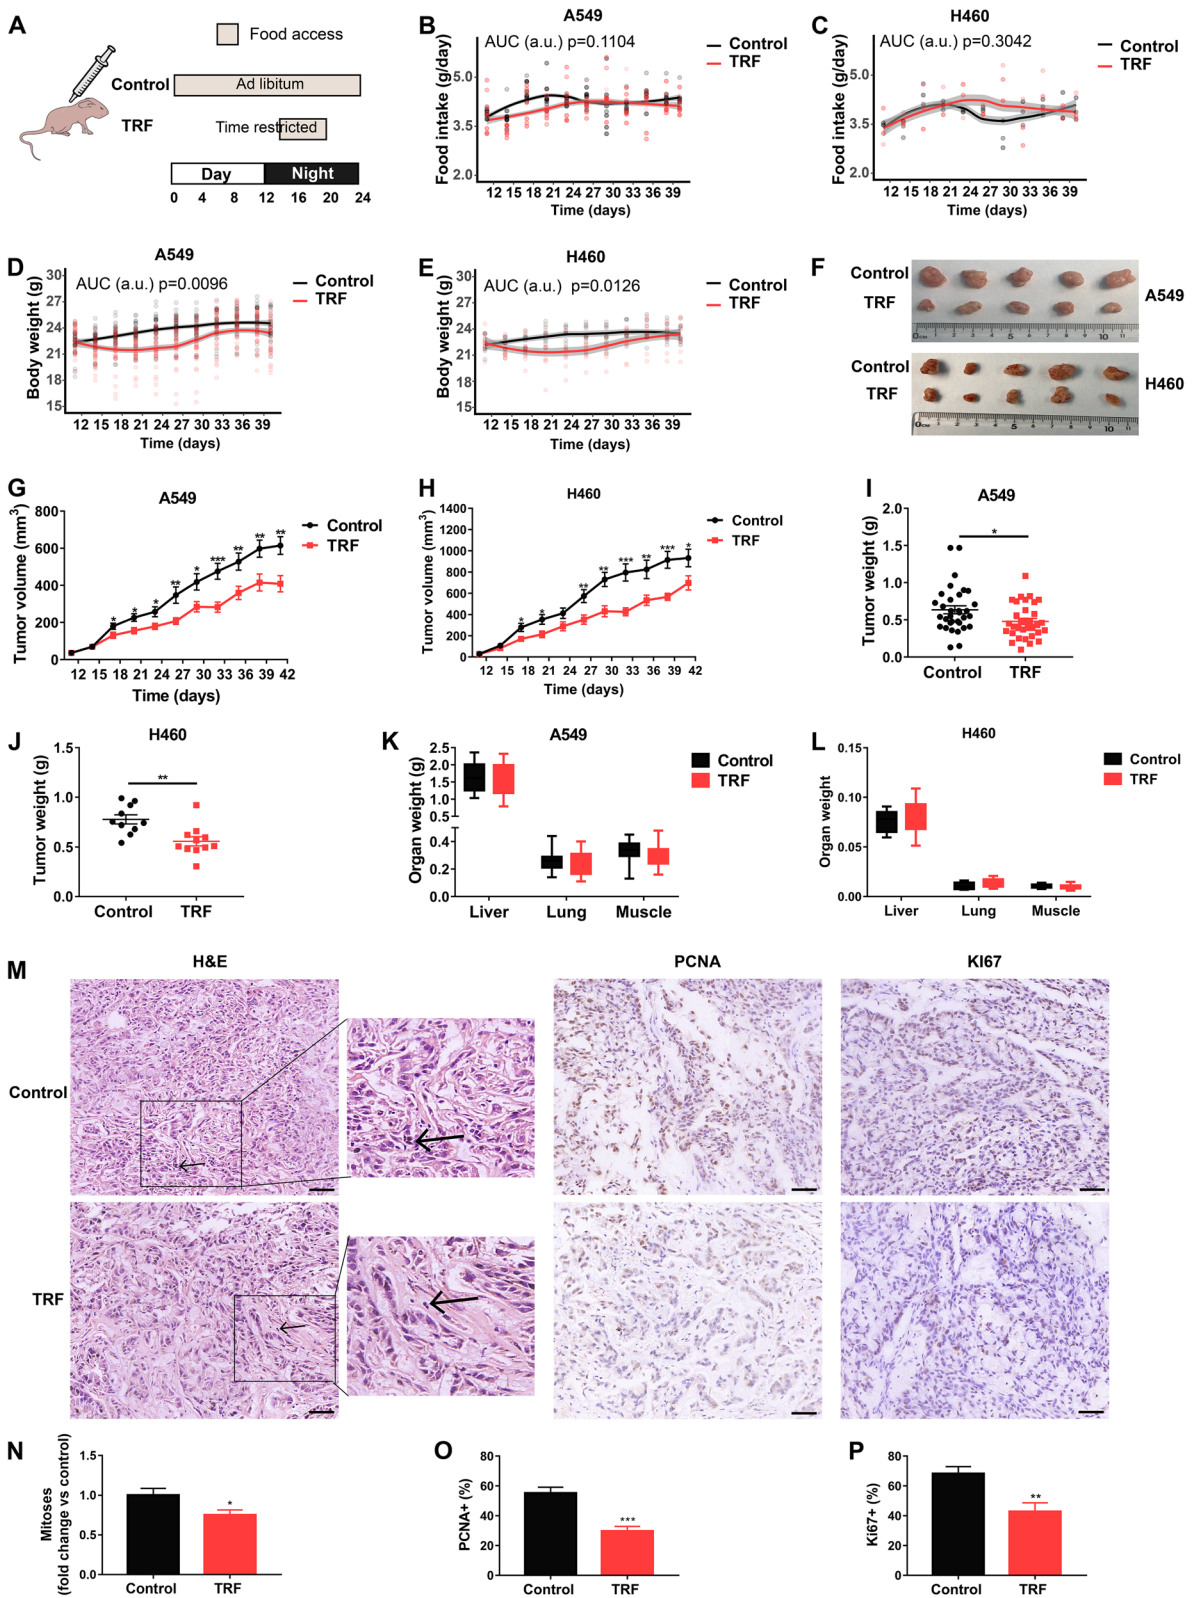 A
Food access
Control
Ad libitum
TRF
Time restricted
Day
Night
0 4 8 12 16 20 24
B
A549
AUC (a.u.) p=0.1104
Control
TRF
Food intake (g/day)
5.0
3.5
2.0
12 15 18 21 24 27 30 33 36 39
Time (days)
C
H460
AUC (a.u.) p=0.3042
Control
TRF
Food intake (g/day)
5.0
3.5
2.0
12 15 18 21 24 27 30 33 36 39
Time (days)
D
A549
AUC (a.u.) p=0.0096
Control
TRF
Body weight (g)
30
27
24
21
18
15
12 15 18 21 24 27 30 33 36 39
Time (days)
E
H460
AUC (a.u.) p=0.0126
Control
TRF
Body weight (g)
30
27
24
21
18
15
12 15 18 21 24 27 30 33 36 39
Time (days)
F
Control
TRF
A549
Control
TRF
H460
G
A549
Control
TRF
Tumor volume (mm3)
800
600
400
200
0
* * * ** * *** ** ** **
12 15 18 21 24 27 30 33 36 39 42
Time (days)
H
H460
Control
TRF
Tumor volume (mm3)
1400
1200
1000
800
600
400
200
0
* * ** ** *** ** *** *
12 15 18 21 24 27 30 33 36 39 42
Time (days)
I
A549
Tumor weight (g)
2.0
1.5
1.0
0.5
0.0
*
Control TRF
J
H460
Tumor weight (g)
1.5
1.0
0.5
0.0
**
Control TRF
K
A549
Control
TRF
Organ weight (g)
2.5
2.0
1.5
1.0
0.5
0.4
0.2
0.0
Liver Lung Muscle
L
H460
Control
TRF
Organ weight
0.15
0.10
0.05
0.00
Liver Lung Muscle
M
H&E
PCNA
KI67
Control
TRF
N
Mitoses
(fold change vs control)
1.5
1.0
0.5
0.0
*
Control TRF
O
PCNA+ (%)
80
60
40
20
0
***
Control TRF
P
Ki67+ (%)
80
60
40
20
0
**
Control TRF